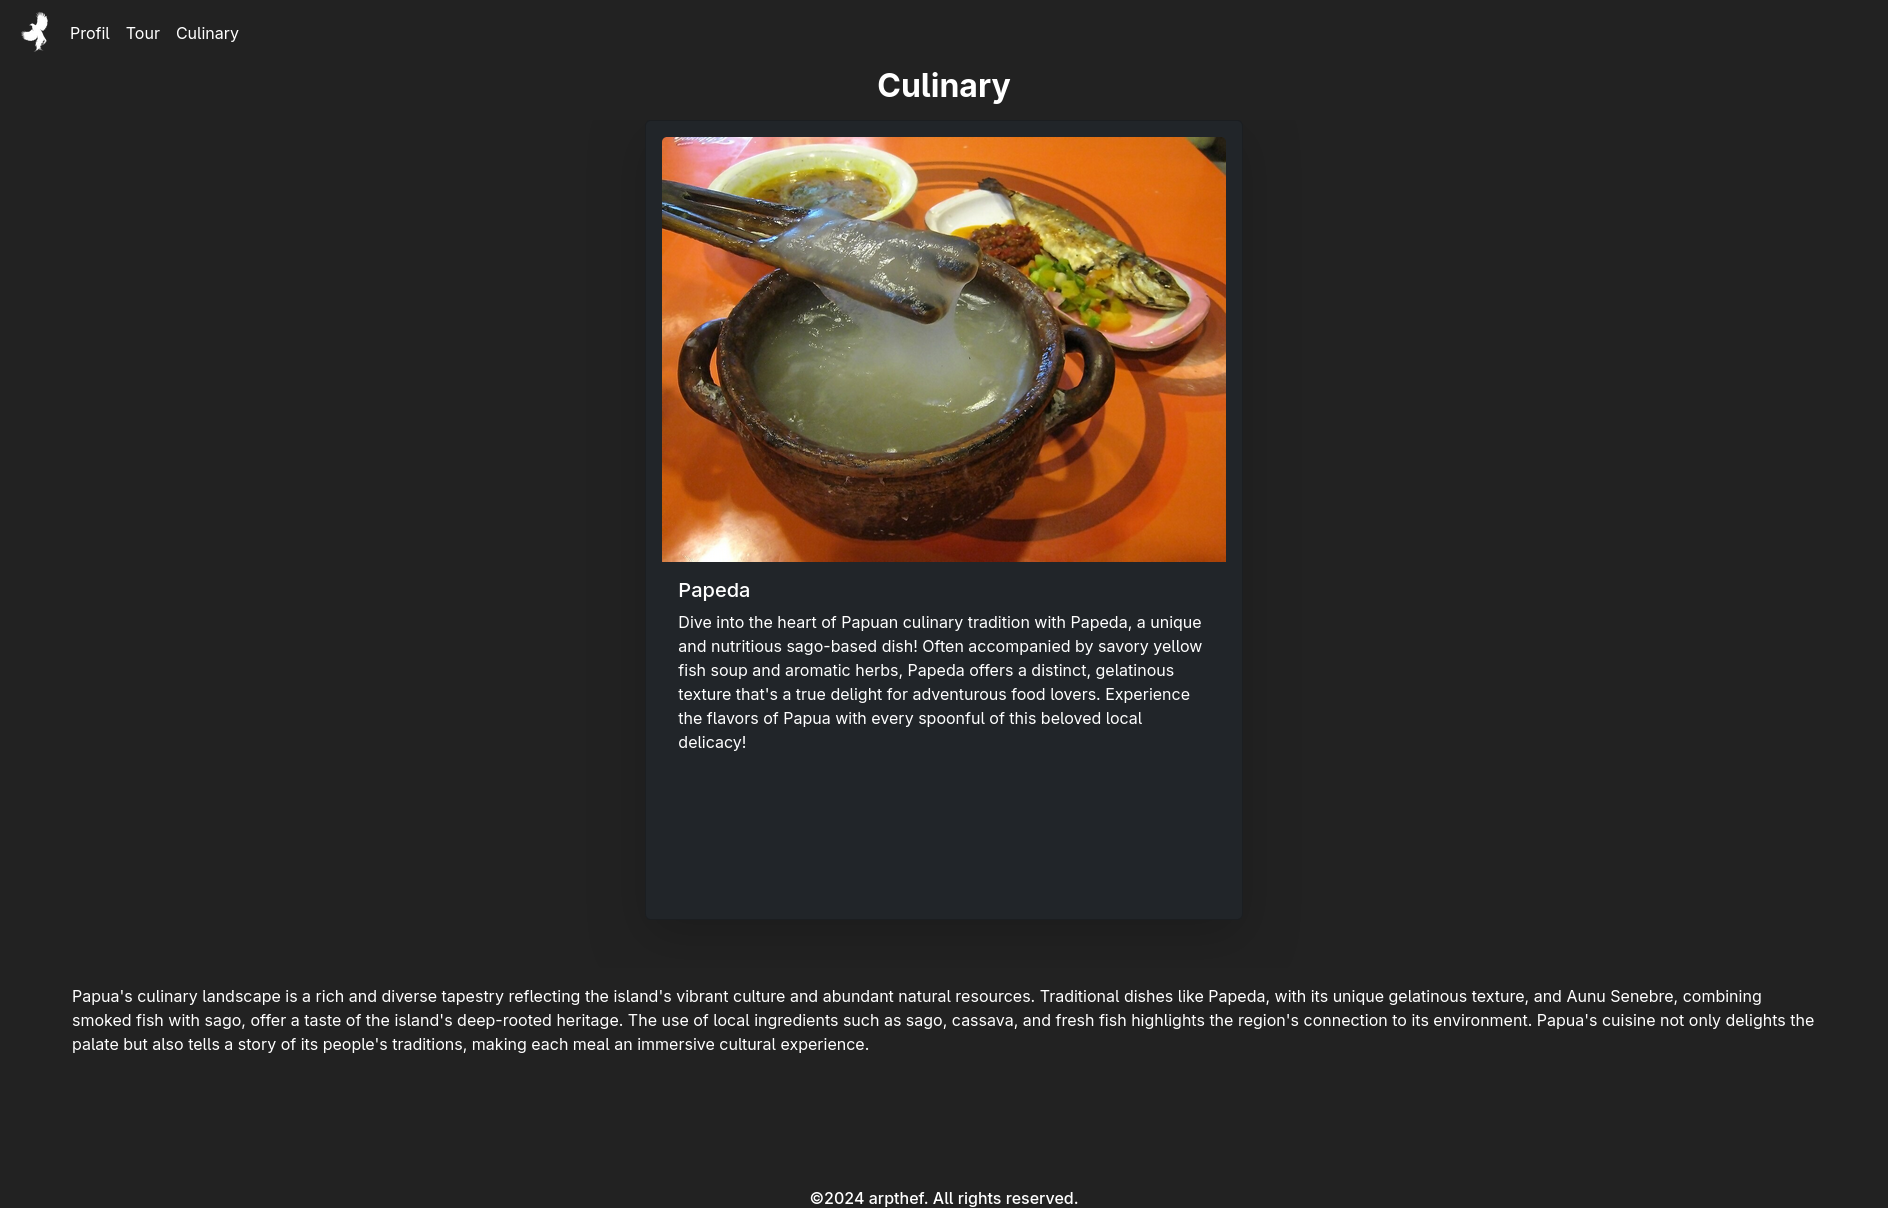 Profil Tour Culinary
Culinary
Papeda
Dive into the heart of Papuan culinary tradition with Papeda, a unique
and nutritious sago-based dish! Often accompanied by savory yellow
fish soup and aromatic herbs, Papeda offers a distinct, gelatinous
texture that's a true delight for adventurous food lovers. Experience
the flavors of Papua with every spoonful of this beloved local
delicacy!
Papua's culinary landscape is a rich and diverse tapestry reflecting the island's vibrant culture and abundant natural resources. Traditional dishes like Papeda, with its unique gelatinous texture, and Aunu Senebre, combining
smoked fish with sago, offer a taste of the island's deep-rooted heritage. The use of local ingredients such as sago, cassava, and fresh fish highlights the region's connection to its environment. Papua's cuisine not only delights the
palate but also tells a story of its people's traditions, making each meal an immersive cultural experience.
©2024 arpthef. All rights reserved.